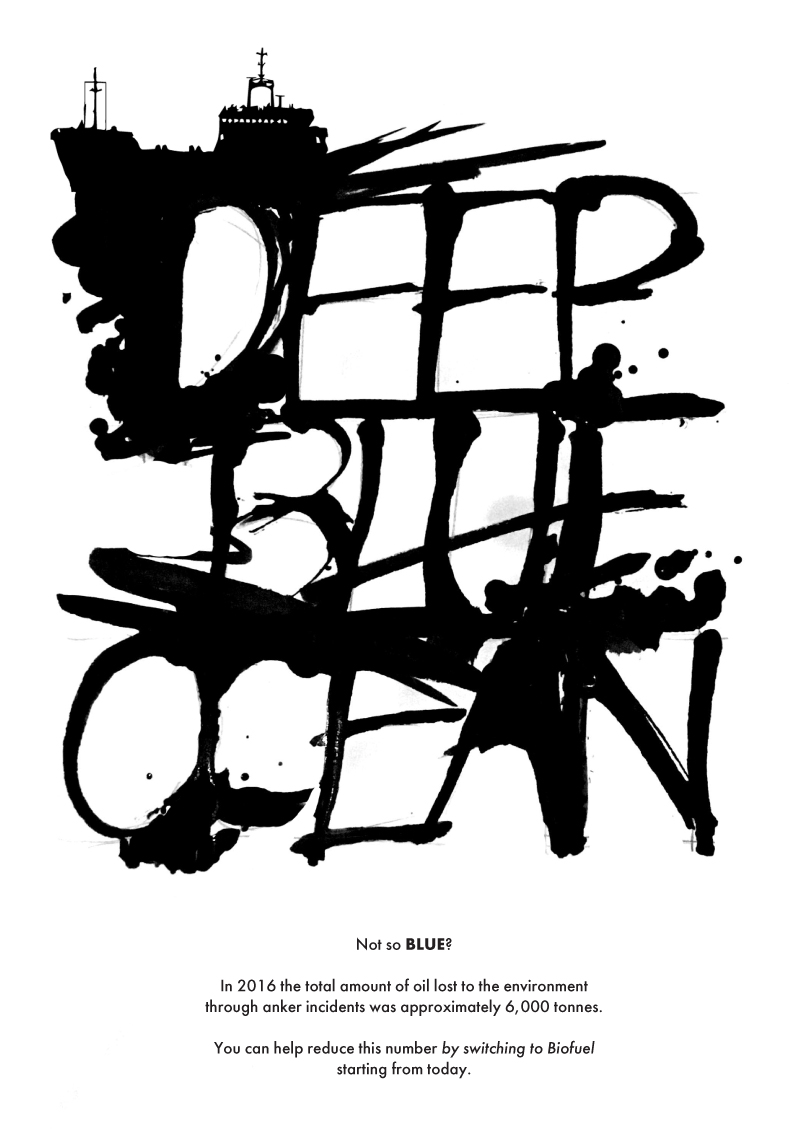 DEEP
BLUE
OCEAN
Not so BLUE?
In 2016 the total amount of oil lost to the environment
through anker incidents was approximately 6,000 tonnes.
You can help reduce this number by switching to Biofuel
starting from today.